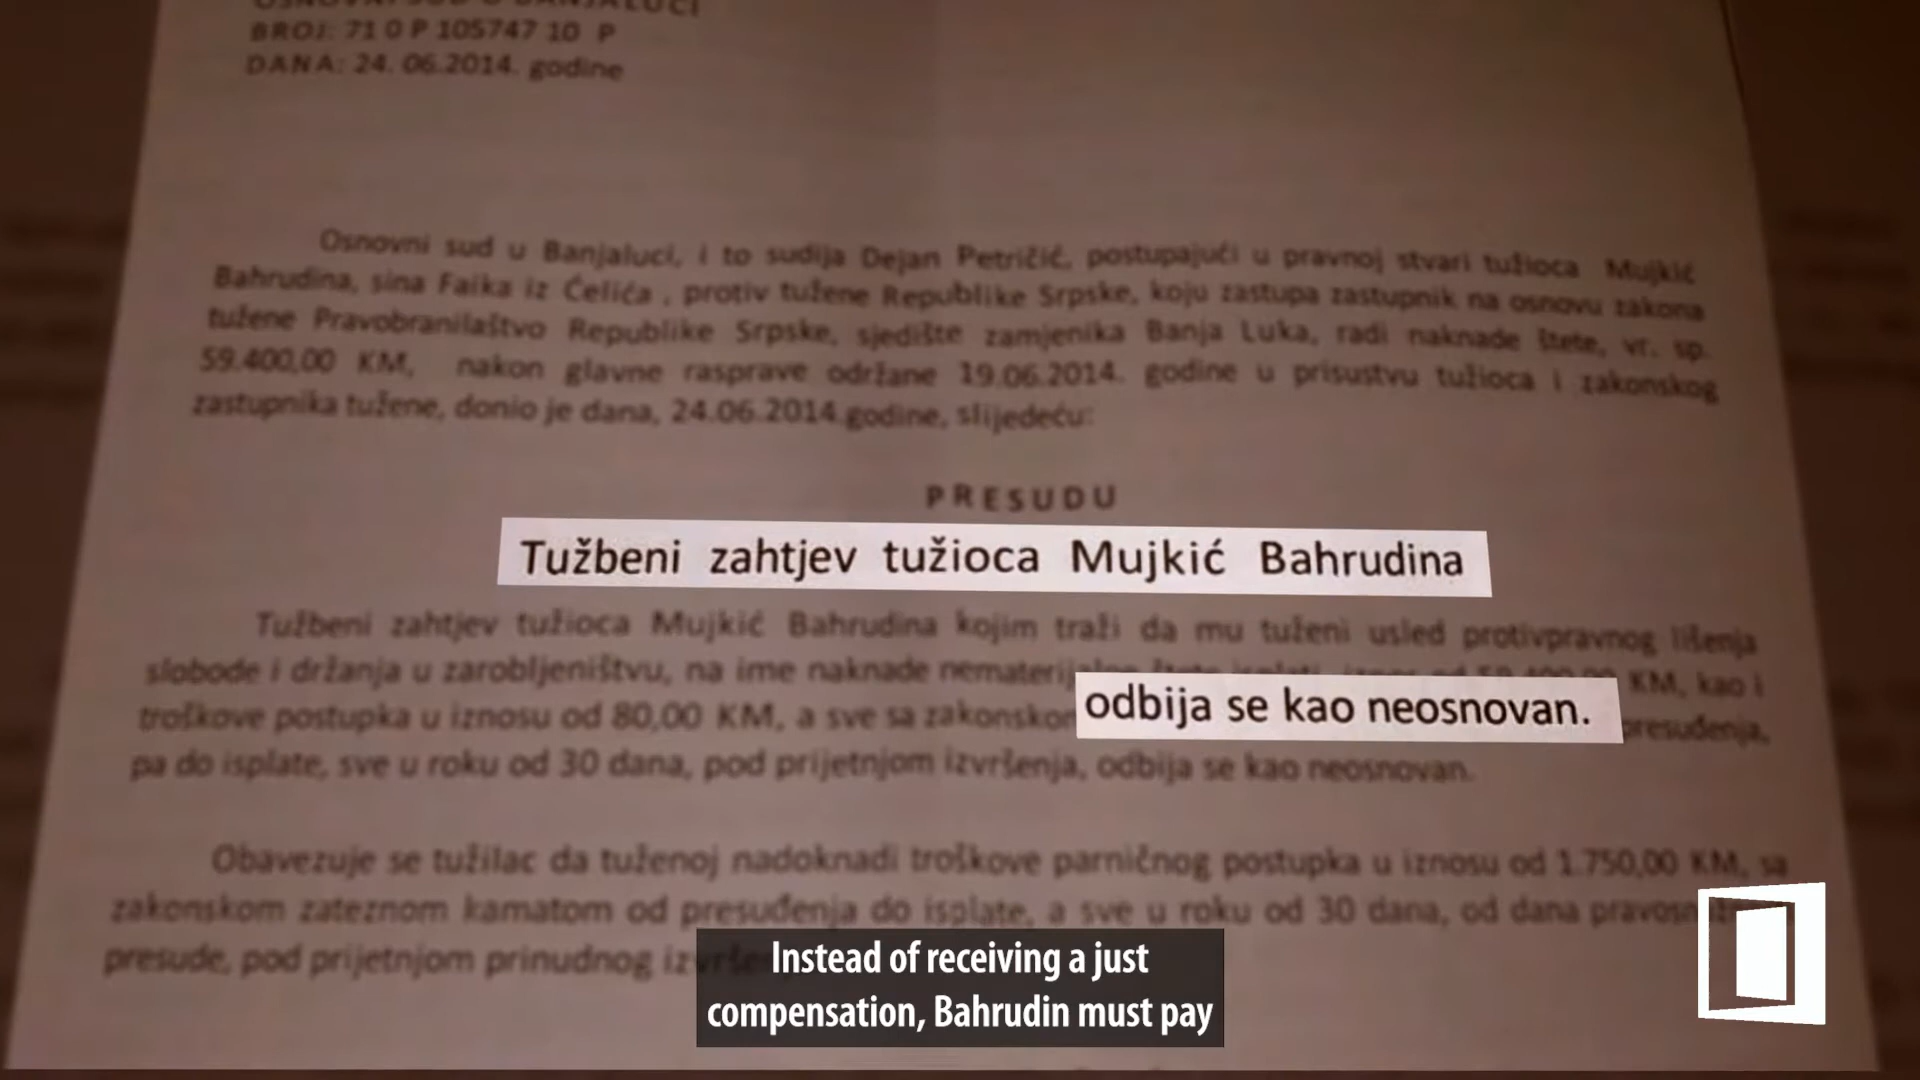 OSNOVNI SUD U BANJALUCI
BROJ: 71 0 P 105747 10 P
DANA: 24. 06.2014. godine
Osnovni sud u Banjaluci, i to sudija Dejan Petričić, postupajući u pravnoj stvari tužioca Mujkić
Bahrudina, sina Faika iz Čelića , protiv tužene Republike Srpske, koju zastupa zastupnik na osnovu zakona
tužene Pravobranilaštvo Republike Srpske, sjedište zamjenika Banja Luka, radi naknade štete, vr. sp.
59.400,00 KM, nakon glavne rasprave održane 19.06.2014. godine u prisustvu tužioca i zakonskog
zastupnika tužene, donio je dana, 24.06.2014.godine, slijedeću:
PRESUDU
Tužbeni zahtjev tužioca Mujkić Bahrudina
Tužbeni zahtjev tužioca Mujkić Bahrudina kojim traži da mu tuženi usled protivpravnog lišenja
slobode i držanja u zarobljeništvu, na ime naknade KM, kao i
odbija se kao neosnovan.
troškove postupka u iznosu od 80,00 KM, a sve sa presuđenja,
pa do isplate, sve u roku od 30 dana, pod prijetnjom izvršenja, odbija se kao neosnovan.
Obavezuje se tužilac da tuženoj nadoknadi troškove parničnog postupka u iznosu od 1.750,00 KM, sa
zakonskom zateznom kamatom od presuđenja do isplate, a sve u roku od 30 dana, od dana
presude, pod prijetnjom prinudnog
Instead of receiving a just
compensation, Bahrudin must pay